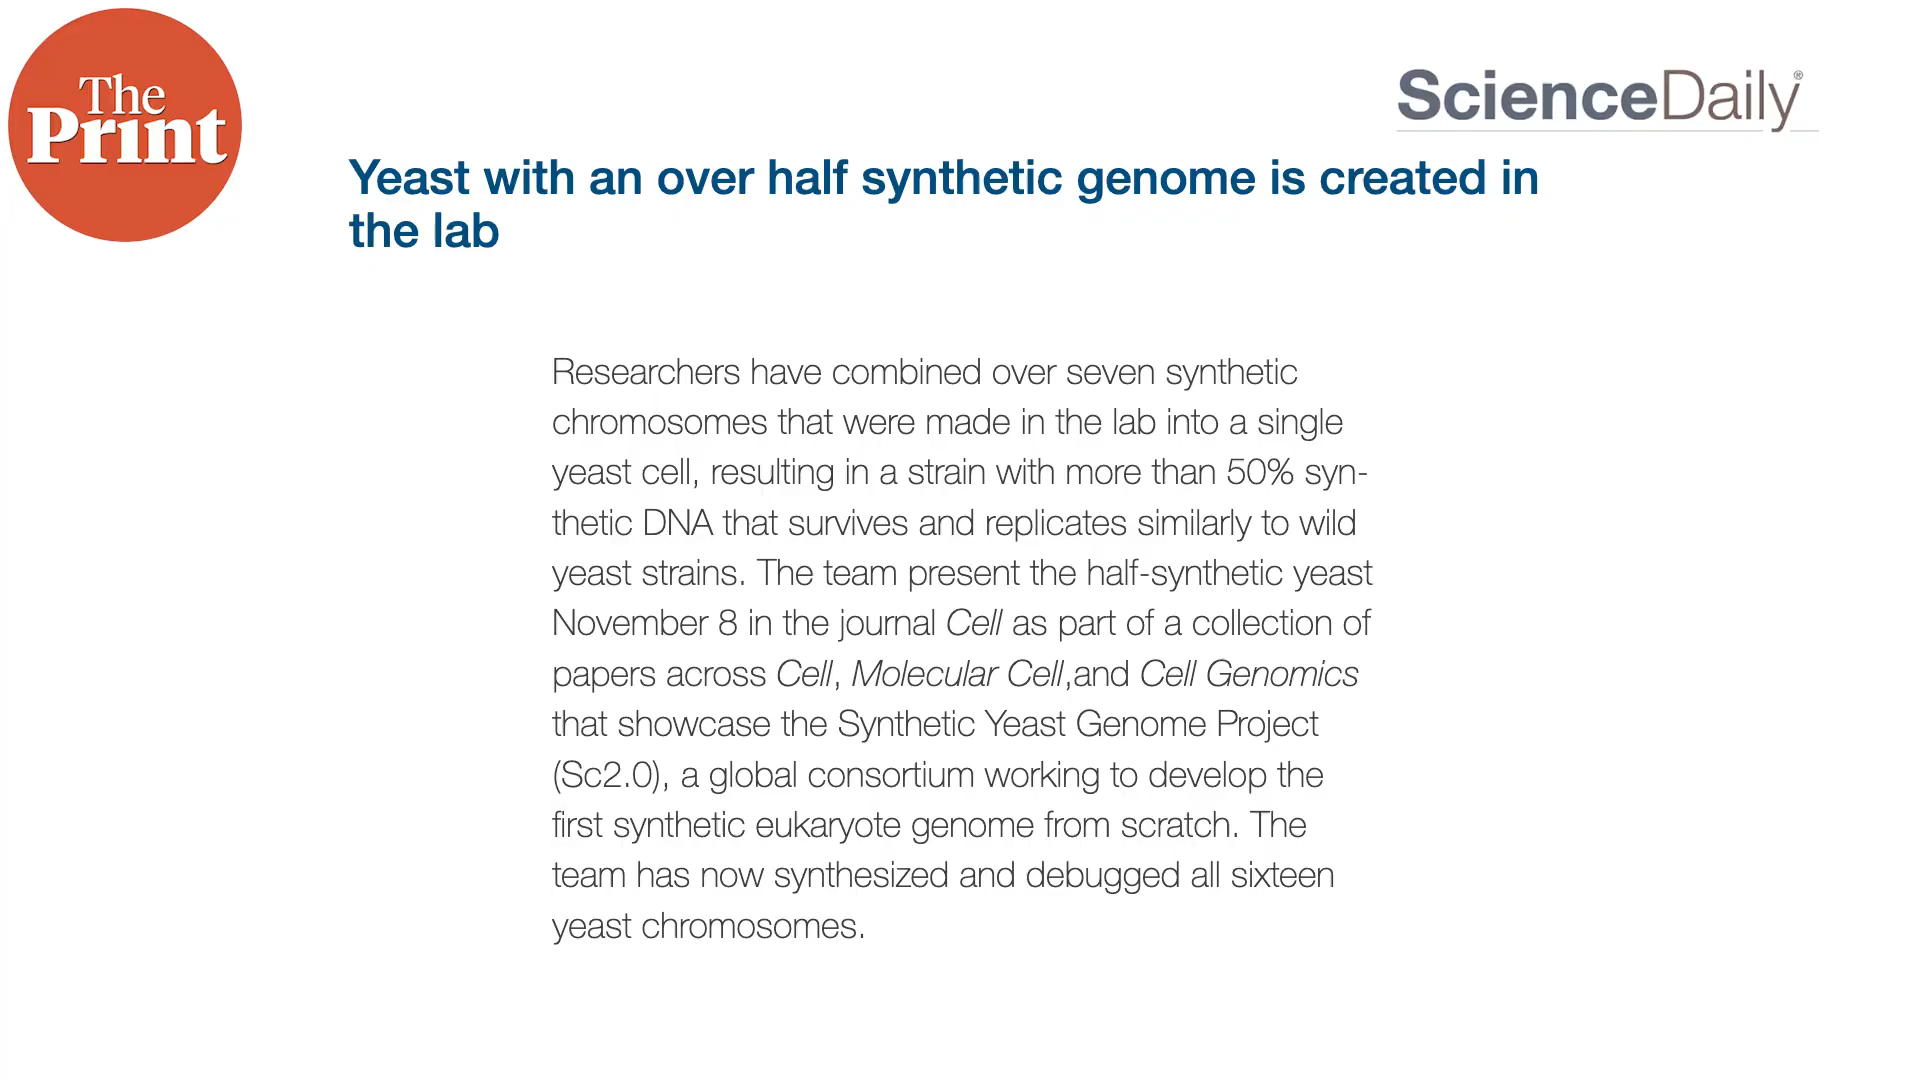 The
Print
ScienceDaily®
Yeast with an over half synthetic genome is created in
the lab
Researchers have combined over seven synthetic
chromosomes that were made in the lab into a single
yeast cell, resulting in a strain with more than 50% syn-
thetic DNA that survives and replicates similarly to wild
yeast strains. The team present the half-synthetic yeast
November 8 in the journal Cell as part of a collection of
papers across Cell, Molecular Cell,and Cell Genomics
that showcase the Synthetic Yeast Genome Project
(Sc2.0), a global consortium working to develop the
first synthetic eukaryote genome from scratch. The
team has now synthesized and debugged all sixteen
yeast chromosomes.